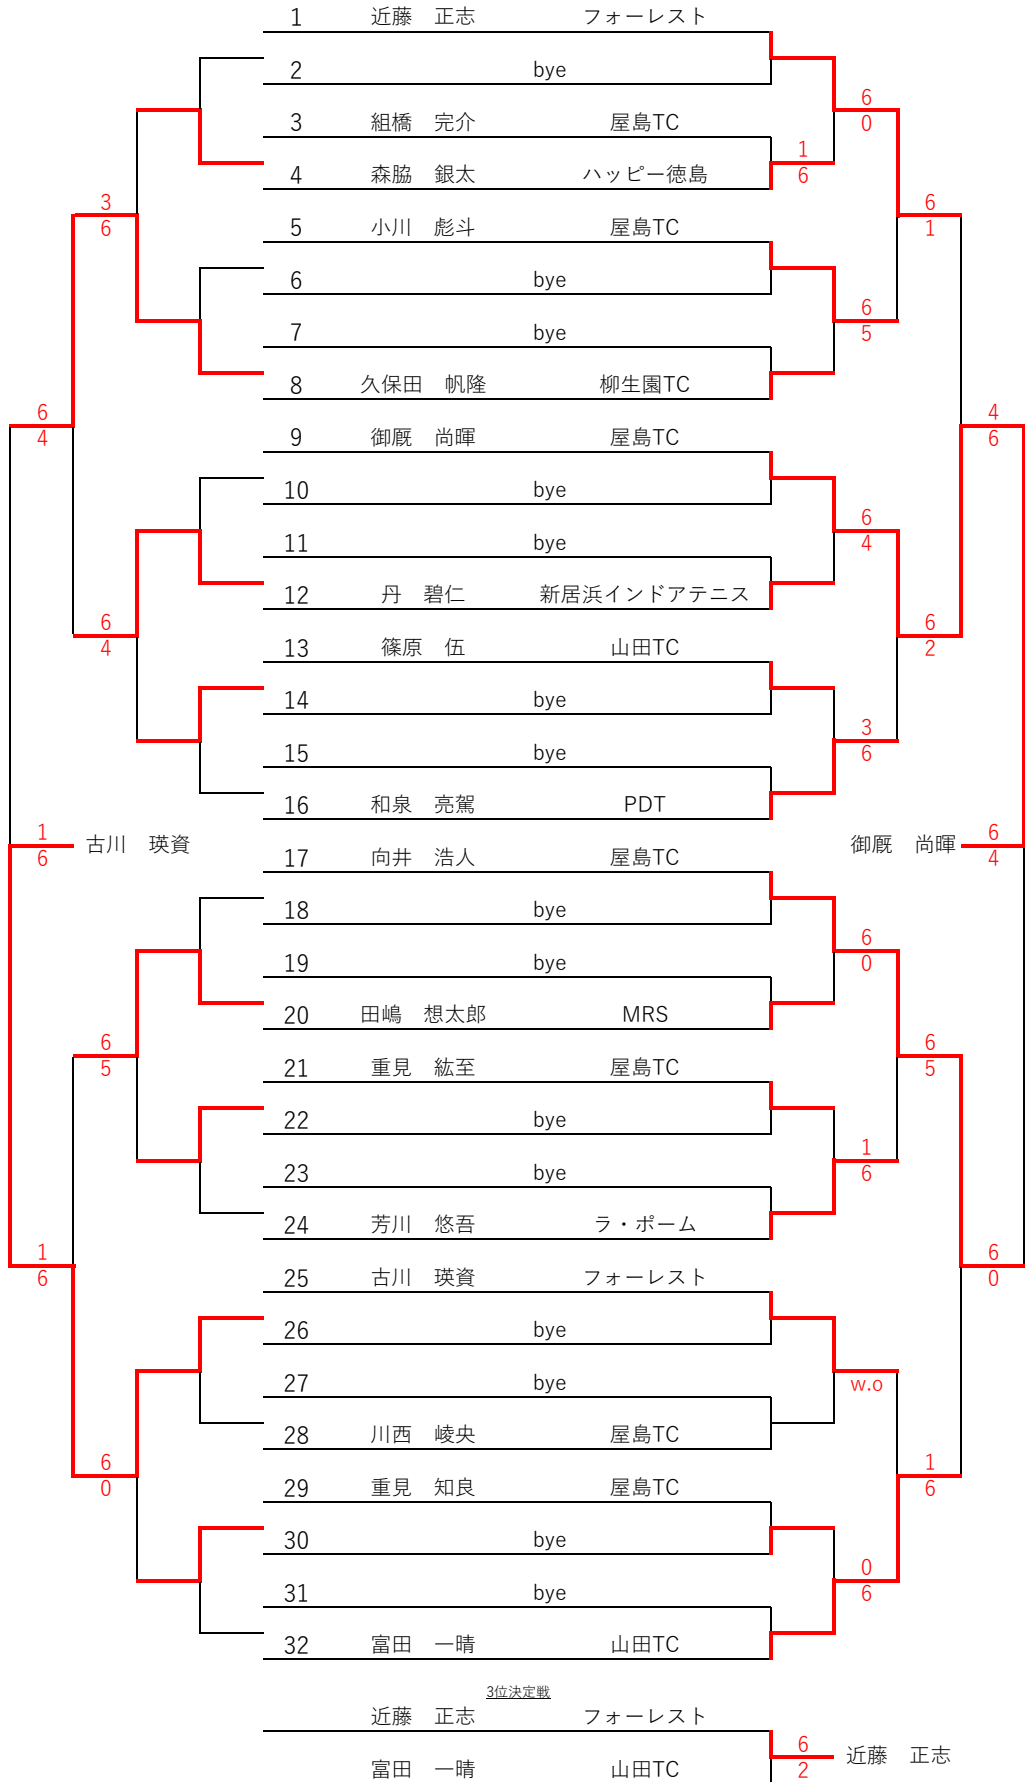 1 近藤　正志 フォーレスト
2 bye
6
0
3 組橋　完介 屋島TC
1
6
4 森脇　銀太 ハッピー徳島
3
6
6
1
5 小川　彪斗 屋島TC
6 bye
6
5
7 bye
8 久保田　帆隆 柳生園TC
6
4
4
6
9 御厩　尚暉 屋島TC
10 bye
6
4
11 bye
12 丹　碧仁 新居浜インドアテニス
6
4
6
2
13 篠原　伍 山田TC
14 bye
3
6
15 bye
16 和泉　亮駕 PDT
1
6
古川　瑛資
御厩　尚暉
6
4
17 向井　浩人 屋島TC
18 bye
6
0
19 bye
20 田嶋　想太郎 MRS
6
5
6
5
21 重見　紘至 屋島TC
22 bye
1
6
23 bye
24 芳川　悠吾 ラ・ポーム
1
6
6
0
25 古川　瑛資 フォーレスト
26 bye
w.o
27 bye
28 川西　崚央 屋島TC
6
0
1
6
29 重見　知良 屋島TC
30 bye
0
6
31 bye
32 富田　一晴 山田TC
3位決定戦
近藤　正志 フォーレスト
6
2
近藤　正志
富田　一晴 山田TC